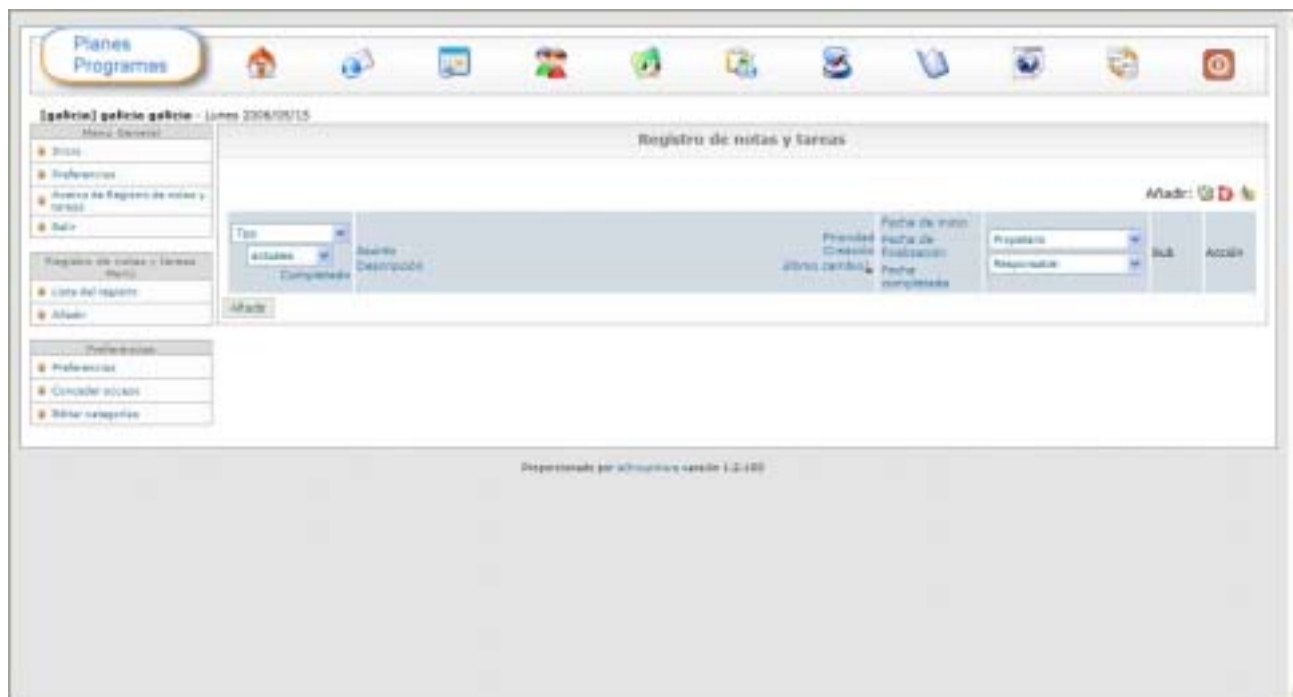 Planes
Programas
[galicia] galicia galicia - Lunes 2006/05/15
Menú General
Inicio
Preferencias
Acerca de Registro de notas y
tareas
Salir
Registro de notas y tareas
Menú
Lista del registro
Añadir
Preferencias
Preferencias
Conceder acceso
Editar categorías
Registro de notas y tareas
Añadir:
Tipo
actuales
Completado
Asunto
Descripción
Prioridad
Creación
último cambio
Fecha de inicio
Fecha de
finalización
Fecha
completada
Propietario
Responsable
Sub
Acción
Añadir
Proporcionado por eGroupWare versión 1.2